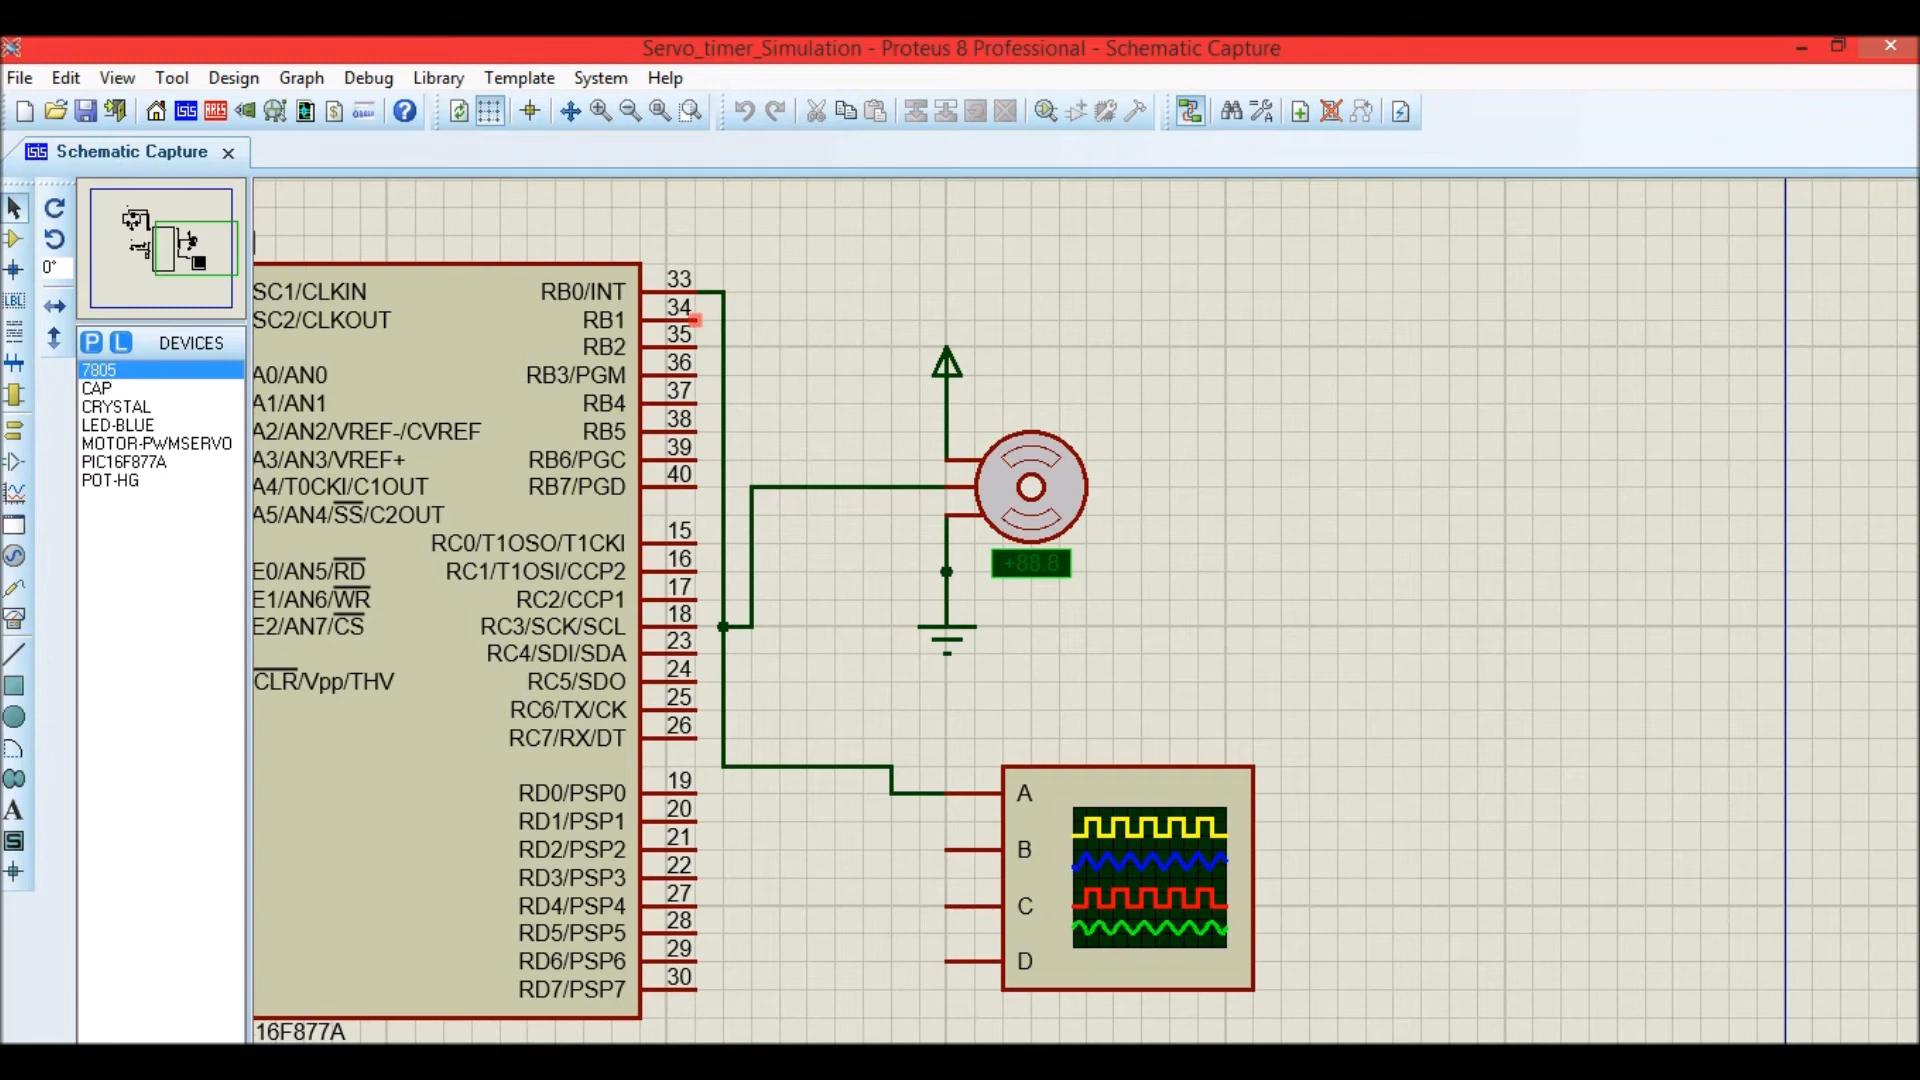 Servo_timer_Simulation - Proteus 8 Professional - Schematic Capture
File Edit View Tool Design Graph Debug Library Template System Help
Schematic Capture
0°
LBL
P L DEVICES
7805
CAP
CRYSTAL
LED-BLUE
MOTOR-PWMSERVO
PIC16F877A
POT-HG
A
S
SC1/CLKIN RB0/INT 33
SC2/CLKOUT RB1 34
RB2 35
A0/AN0 RB3/PGM 36
A1/AN1 RB4 37
A2/AN2/VREF-/CVREF RB5 38
A3/AN3/VREF+ RB6/PGC 39
A4/T0CKI/C1OUT RB7/PGD 40
A5/AN4/SS/C2OUT
RC0/T1OSO/T1CKI 15
E0/AN5/RD RC1/T1OSI/CCP2 16
E1/AN6/WR RC2/CCP1 17
E2/AN7/CS RC3/SCK/SCL 18
RC4/SDI/SDA 23
CLR/Vpp/THV RC5/SDO 24
RC6/TX/CK 25
RC7/RX/DT 26
RD0/PSP0 19
RD1/PSP1 20
RD2/PSP2 21
RD3/PSP3 22
RD4/PSP4 27
RD5/PSP5 28
RD6/PSP6 29
RD7/PSP7 30
16F877A
+88.8
A
B
C
D